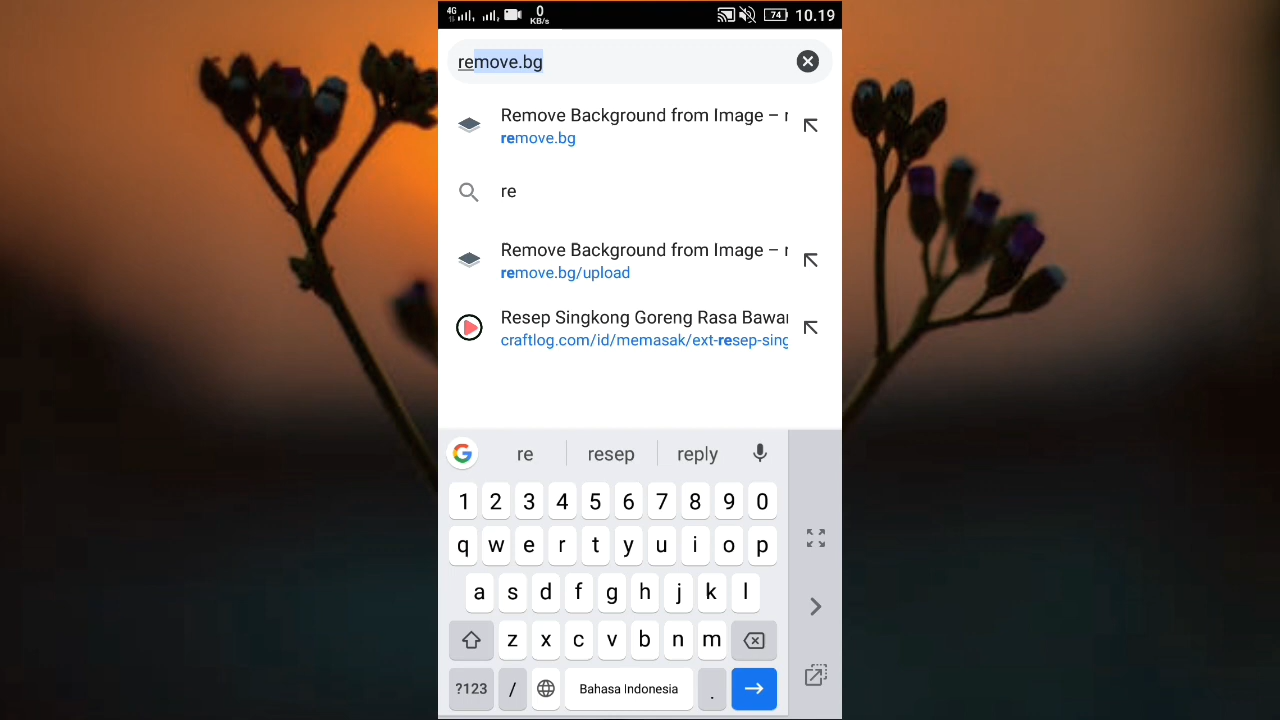 4G 0 KB/s 74 10.19
remove.bg
Remove Background from Image –
remove.bg
re
Remove Background from Image –
remove.bg/upload
Resep Singkong Goreng Rasa Bawa
craftlog.com/id/memasak/ext-resep-sing
re resep reply
1 2 3 4 5 6 7 8 9 0
q w e r t y u i o p
a s d f g h j k l
z x c v b n m
?123 / Bahasa Indonesia .